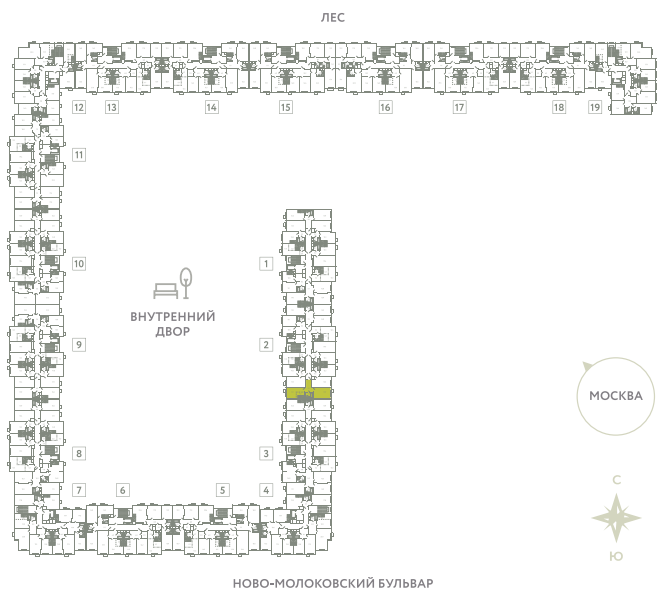 ЛЕС
12 13 14 15 16 17 18 19
11
10 1
ВНУТРЕННИЙ
ДВОР
9 2
МОСКВА
8 3
7 6 5 4
С
Ю
НОВО-МОЛОКОВСКИЙ БУЛЬВАР